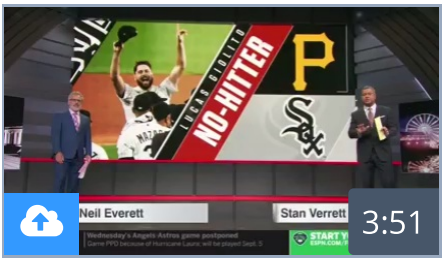 LUCAS GIOLITO
NO-HITTER
P
Sox
Neil Everett
Stan Verrett
Wednesday's Angels-Astros game postponed
Game PPD because of Hurricane Laura; will be played Sept. 5
START Y
ESPN.COM/F
3:51